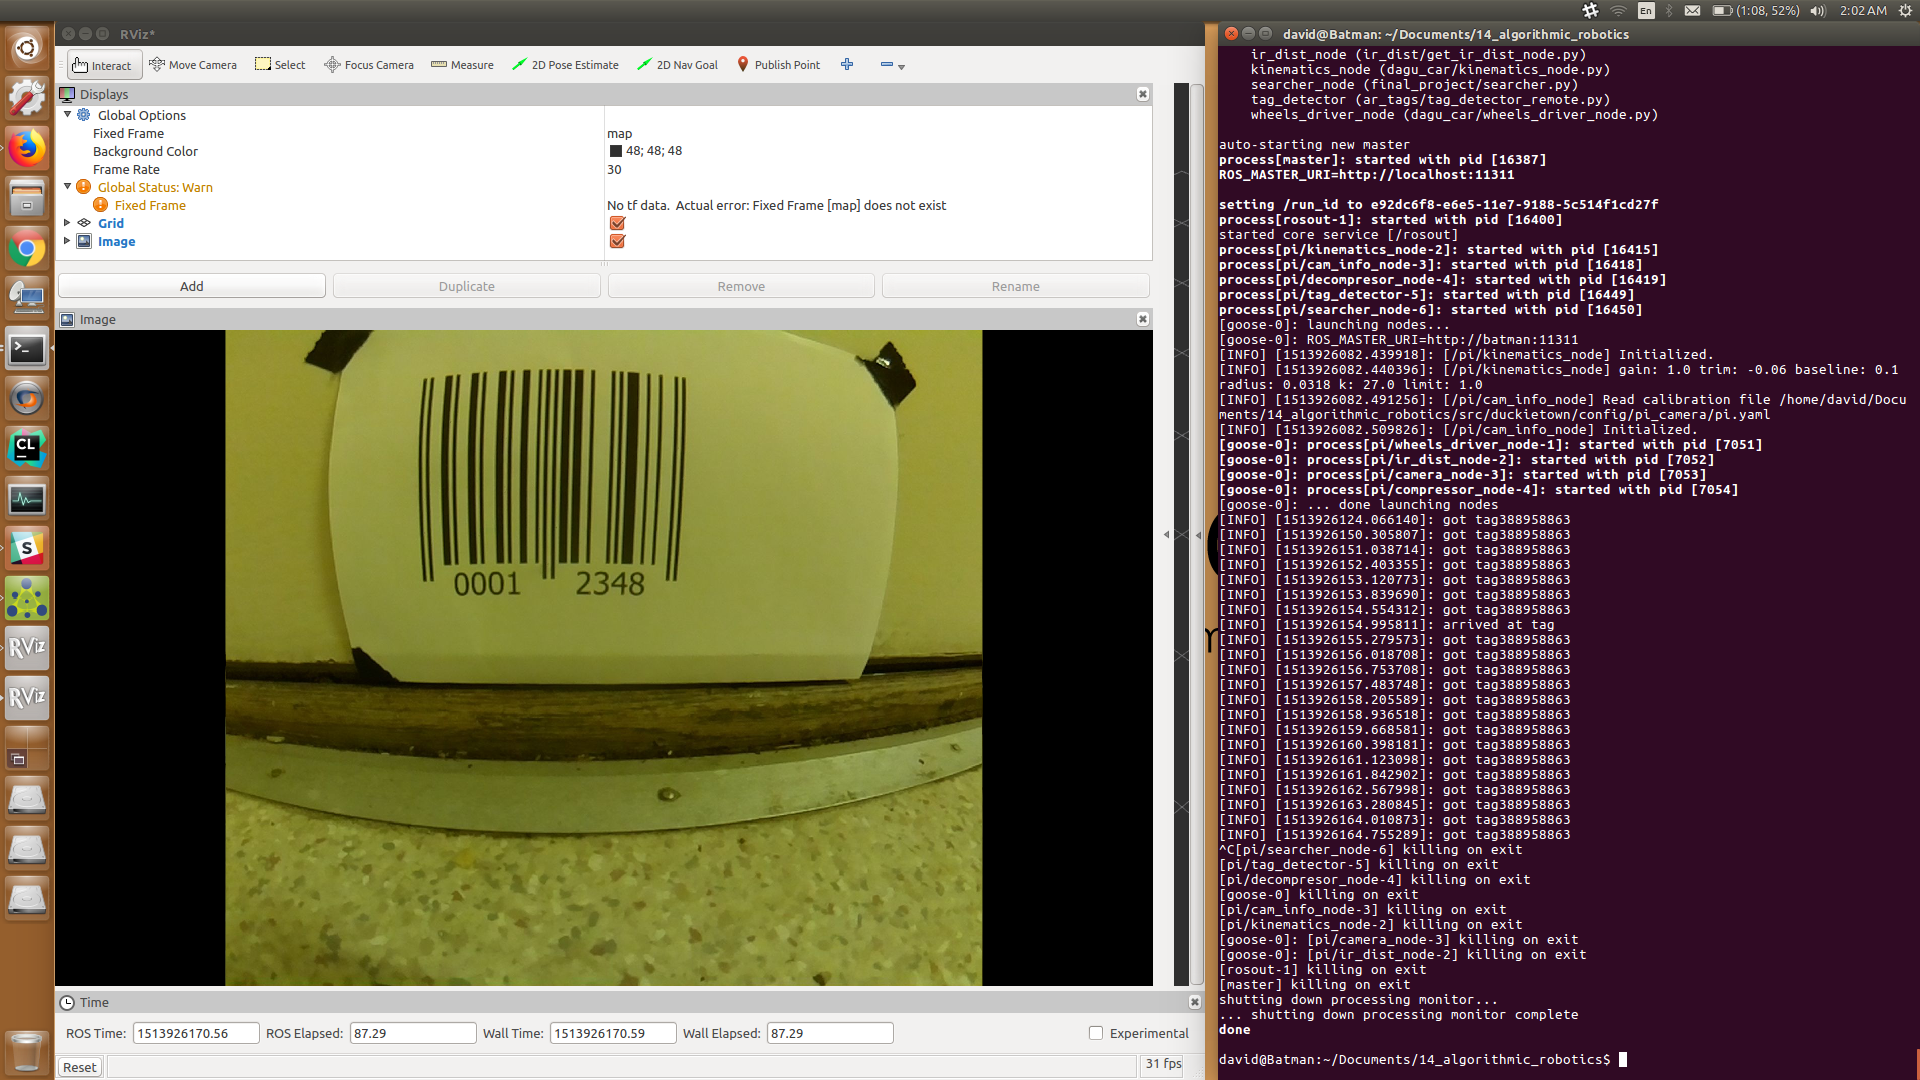 En
(1:08, 52%)
2:02 AM
RViz*
Interact
Move Camera
Select
Focus Camera
Measure
2D Pose Estimate
2D Nav Goal
Publish Point
Displays
Global Options
Fixed Frame
map
Background Color
48; 48; 48
Frame Rate
30
Global Status: Warn
Fixed Frame
No tf data. Actual error: Fixed Frame [map] does not exist
Grid
Image
Add
Duplicate
Remove
Rename
Image
0001 2348
Time
ROS Time:
1513926170.56
ROS Elapsed:
87.29
Wall Time:
1513926170.59
Wall Elapsed:
87.29
Experimental
Reset
31 fps
CL
S
RViz
RViz
david@Batman: ~/Documents/14_algorithmic_robotics
ir_dist_node (ir_dist/get_ir_dist_node.py)
kinematics_node (dagu_car/kinematics_node.py)
searcher_node (final_project/searcher.py)
tag_detector (ar_tags/tag_detector_remote.py)
wheels_driver_node (dagu_car/wheels_driver_node.py)
auto-starting new master
process[master]: started with pid [16387]
ROS_MASTER_URI=http://localhost:11311
setting /run_id to e92dc6f8-e6e5-11e7-9188-5c514f1cd27f
process[rosout-1]: started with pid [16400]
started core service [/rosout]
process[pi/kinematics_node-2]: started with pid [16415]
process[pi/cam_info_node-3]: started with pid [16418]
process[pi/decompresor_node-4]: started with pid [16419]
process[pi/tag_detector-5]: started with pid [16449]
process[pi/searcher_node-6]: started with pid [16450]
[goose-0]: launching nodes...
[goose-0]: ROS_MASTER_URI=http://batman:11311
[INFO] [1513926082.439918]: [/pi/kinematics_node] Initialized.
[INFO] [1513926082.440396]: [/pi/kinematics_node] gain: 1.0 trim: -0.06 baseline: 0.1
radius: 0.0318 k: 27.0 limit: 1.0
[INFO] [1513926082.491256]: [/pi/cam_info_node] Read calibration file /home/david/Docu
ments/14_algorithmic_robotics/src/duckietown/config/pi_camera/pi.yaml
[INFO] [1513926082.509826]: [/pi/cam_info_node] Initialized.
[goose-0]: process[pi/wheels_driver_node-1]: started with pid [7051]
[goose-0]: process[pi/ir_dist_node-2]: started with pid [7052]
[goose-0]: process[pi/camera_node-3]: started with pid [7053]
[goose-0]: process[pi/compressor_node-4]: started with pid [7054]
[goose-0]: ... done launching nodes
[INFO] [1513926124.066140]: got tag388958863
[INFO] [1513926150.305807]: got tag388958863
[INFO] [1513926151.038714]: got tag388958863
[INFO] [1513926152.403355]: got tag388958863
[INFO] [1513926153.120773]: got tag388958863
[INFO] [1513926153.839690]: got tag388958863
[INFO] [1513926154.554312]: got tag388958863
[INFO] [1513926154.995811]: arrived at tag
[INFO] [1513926155.279573]: got tag388958863
[INFO] [1513926156.018708]: got tag388958863
[INFO] [1513926156.753708]: got tag388958863
[INFO] [1513926157.483748]: got tag388958863
[INFO] [1513926158.205589]: got tag388958863
[INFO] [1513926158.936518]: got tag388958863
[INFO] [1513926159.668581]: got tag388958863
[INFO] [1513926160.398181]: got tag388958863
[INFO] [1513926161.123098]: got tag388958863
[INFO] [1513926161.842902]: got tag388958863
[INFO] [1513926162.567998]: got tag388958863
[INFO] [1513926163.280845]: got tag388958863
[INFO] [1513926164.010873]: got tag388958863
[INFO] [1513926164.755289]: got tag388958863
^C[pi/searcher_node-6] killing on exit
[pi/tag_detector-5] killing on exit
[pi/decompresor_node-4] killing on exit
[goose-0] killing on exit
[pi/cam_info_node-3] killing on exit
[pi/kinematics_node-2] killing on exit
[goose-0]: [pi/camera_node-3] killing on exit
[goose-0]: [pi/ir_dist_node-2] killing on exit
[rosout-1] killing on exit
[master] killing on exit
shutting down processing monitor...
... shutting down processing monitor complete
done
david@Batman:~/Documents/14_algorithmic_robotics$